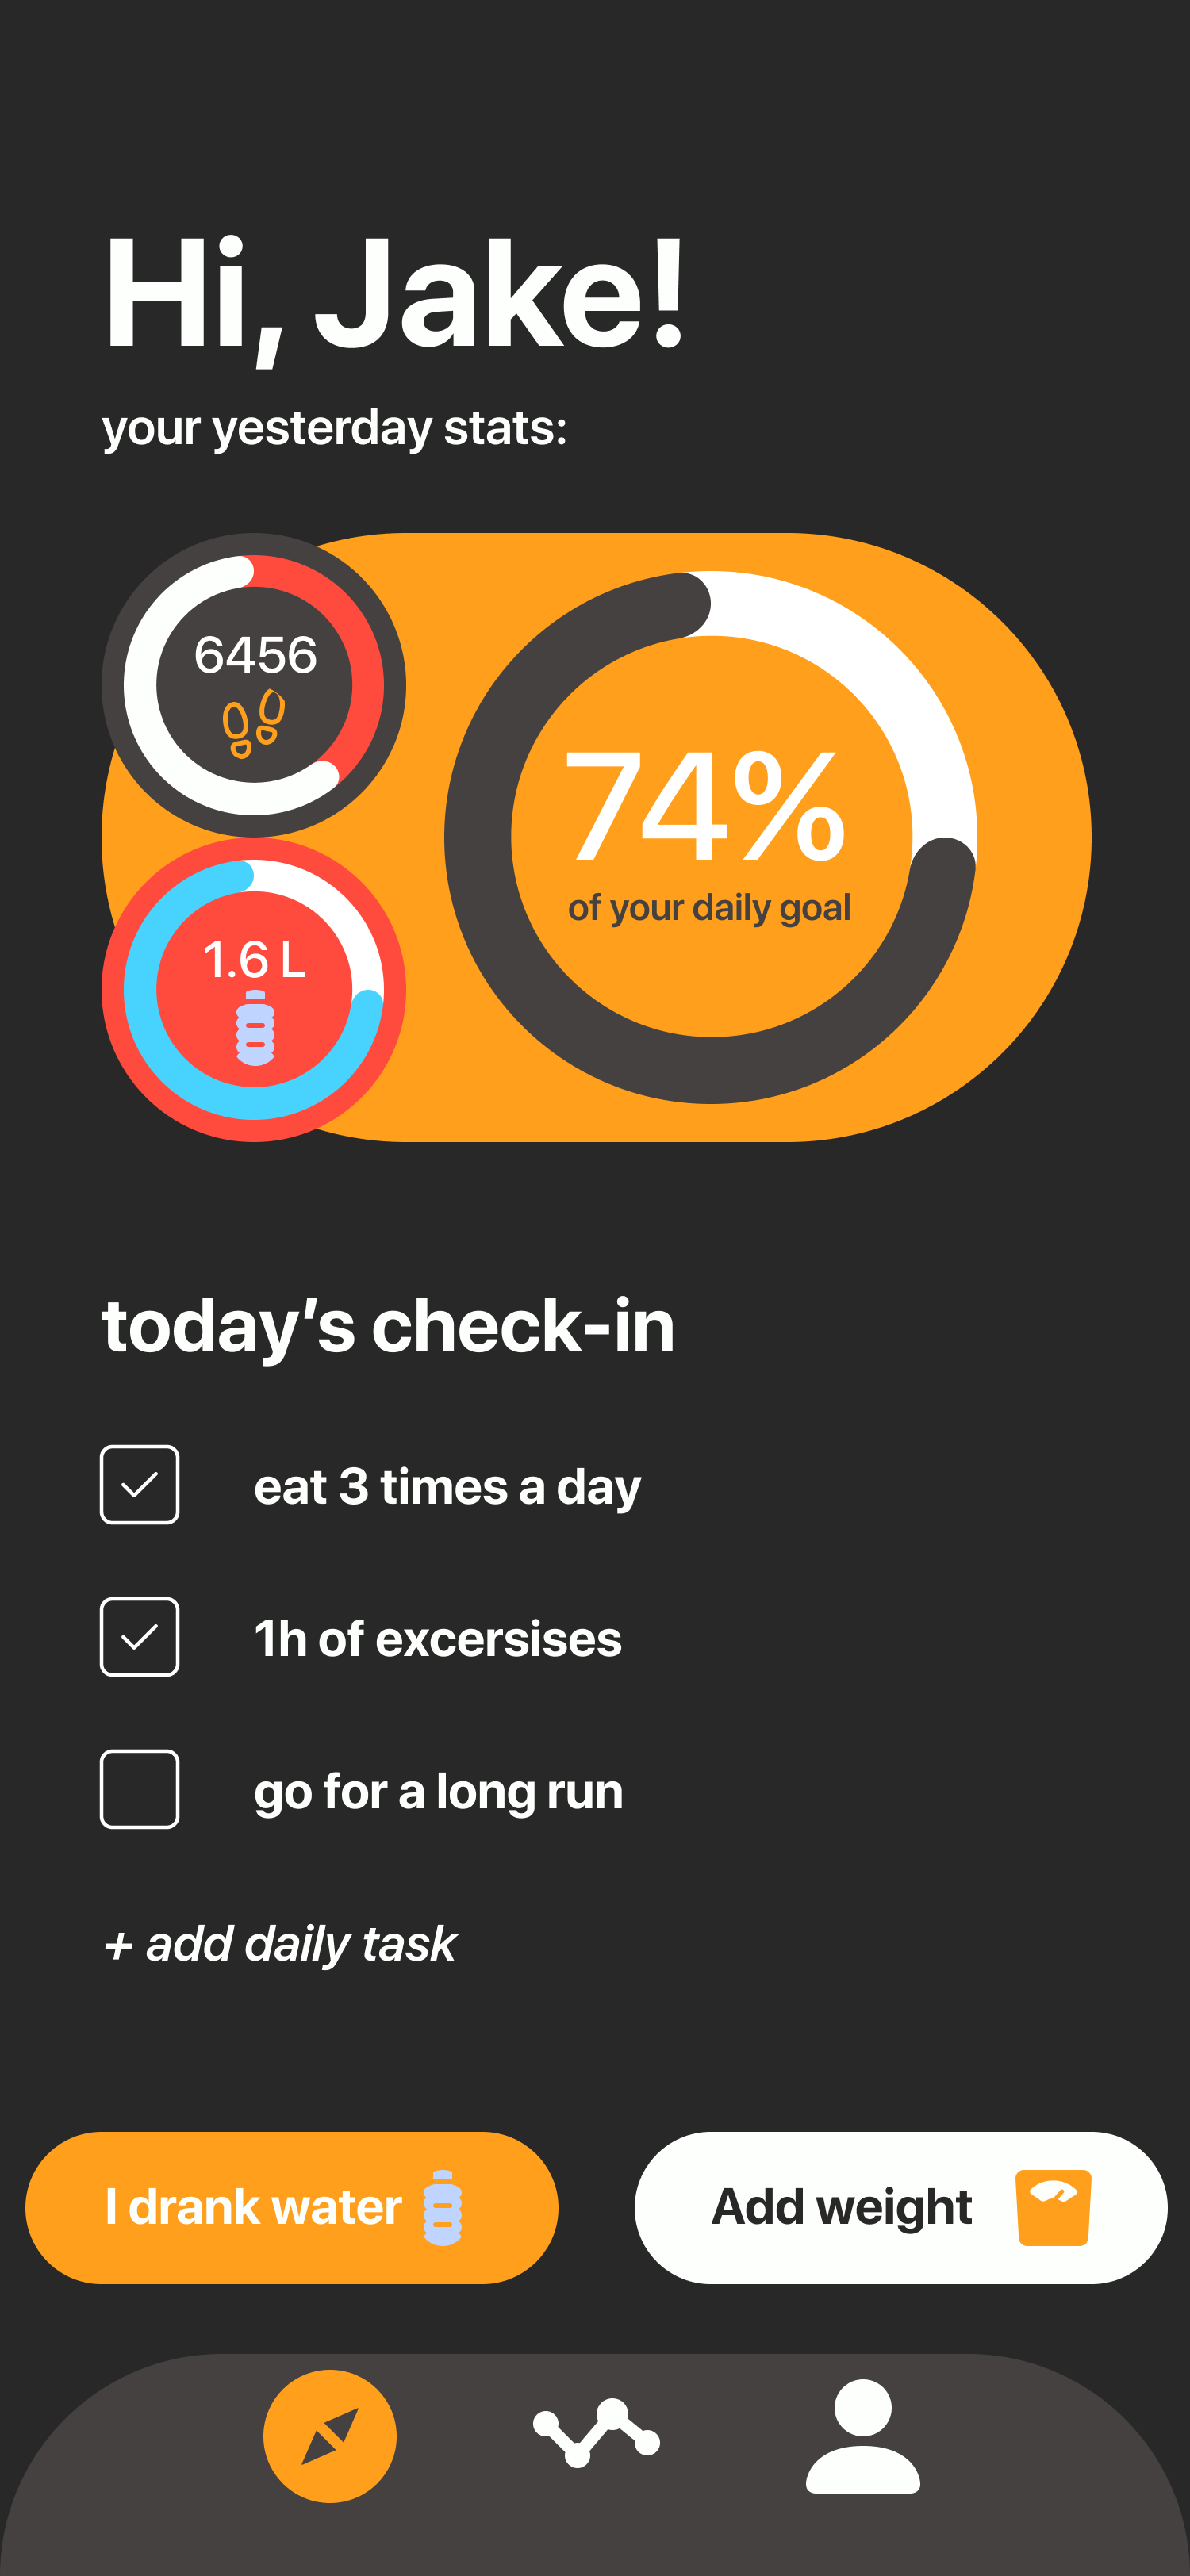 Hi, Jake!
your yesterday stats:
6456
74%
of your daily goal
1.6 L
today’s check-in
eat 3 times a day
1h of excersises
go for a long run
+ add daily task
I drank water
Add weight